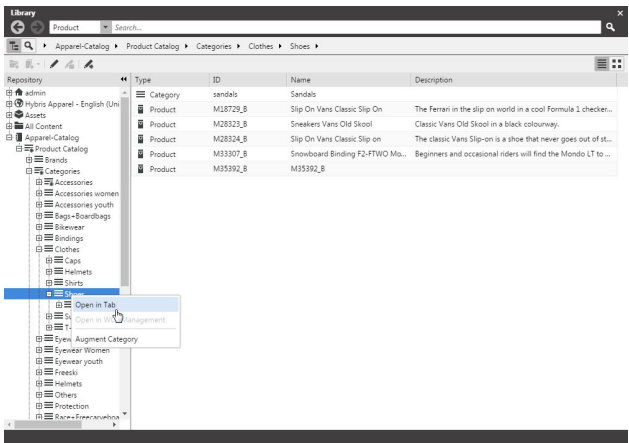 Library
Product
Search...
Apparel-Catalog
Product Catalog
Categories
Clothes
Shoes
Repository
Type
ID
Name
Description
admin
Hybris Apparel - English (Uni
Assets
All Content
Apparel-Catalog
Product Catalog
Brands
Categories
Accessories
Accessories women
Accessories youth
Bags+Boardbags
Bikewear
Bindings
Clothes
Caps
Helmets
Shirts
Shoes
Open in Tab
Augment Category
Eyewear Women
Eyewear youth
Freeski
Helmets
Others
Protection
Race+Freecarveboa
Category sandals Sandals
Product M18729_B Slip On Vans Classic Slip On The Ferrari in the slip on world in a cool Formula 1 checker...
Product M28323_B Sneakers Vans Old Skool Classic Vans Old Skool in a black colourway.
Product M28324_B Slip On Vans Classic Slip on The classic Vans Slip-on is a shoe that never goes out of st...
Product M33307_B Snowboard Binding F2-FTWO Mo... Beginners and occasional riders will find the Mondo LT to ...
Product M35392_B M35392_B